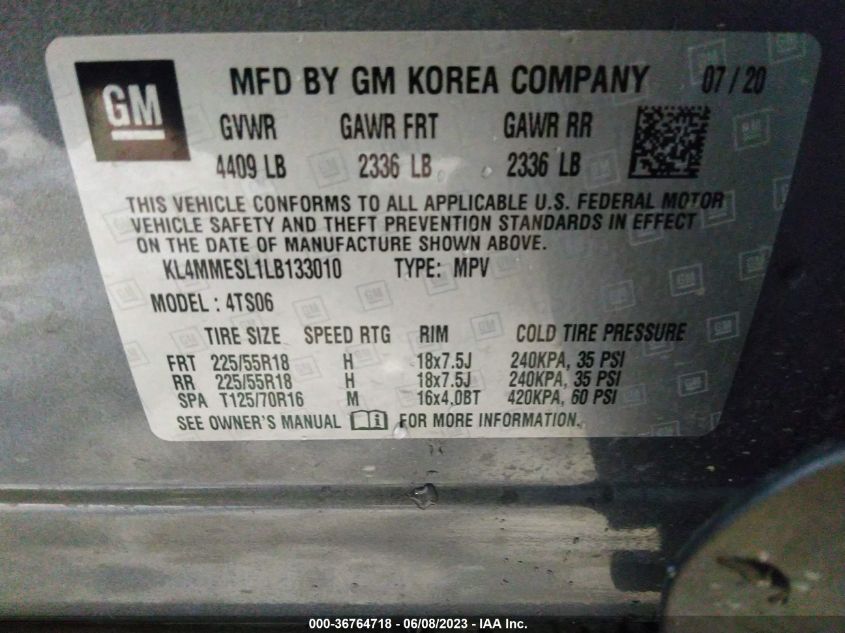 GM
MFD BY GM KOREA COMPANY 07/20
GVWR GAWR FRT GAWR RR
4409 LB 2336 LB 2336 LB
THIS VEHICLE CONFORMS TO ALL APPLICABLE U.S. FEDERAL MOTOR
VEHICLE SAFETY AND THEFT PREVENTION STANDARDS IN EFFECT
ON THE DATE OF MANUFACTURE SHOWN ABOVE.
KL4MMESL1LB133010 TYPE: MPV
MODEL : 4TS06
TIRE SIZE SPEED RTG RIM COLD TIRE PRESSURE
FRT 225/55R18 H 18x7.5J 240KPA, 35 PSI
RR 225/55R18 H 18x7.5J 240KPA, 35 PSI
SPA T125/70R16 M 16x4.0BT 420KPA, 60 PSI
SEE OWNER'S MANUAL FOR MORE INFORMATION.
000-36764718 - 06/08/2023 - IAA Inc.